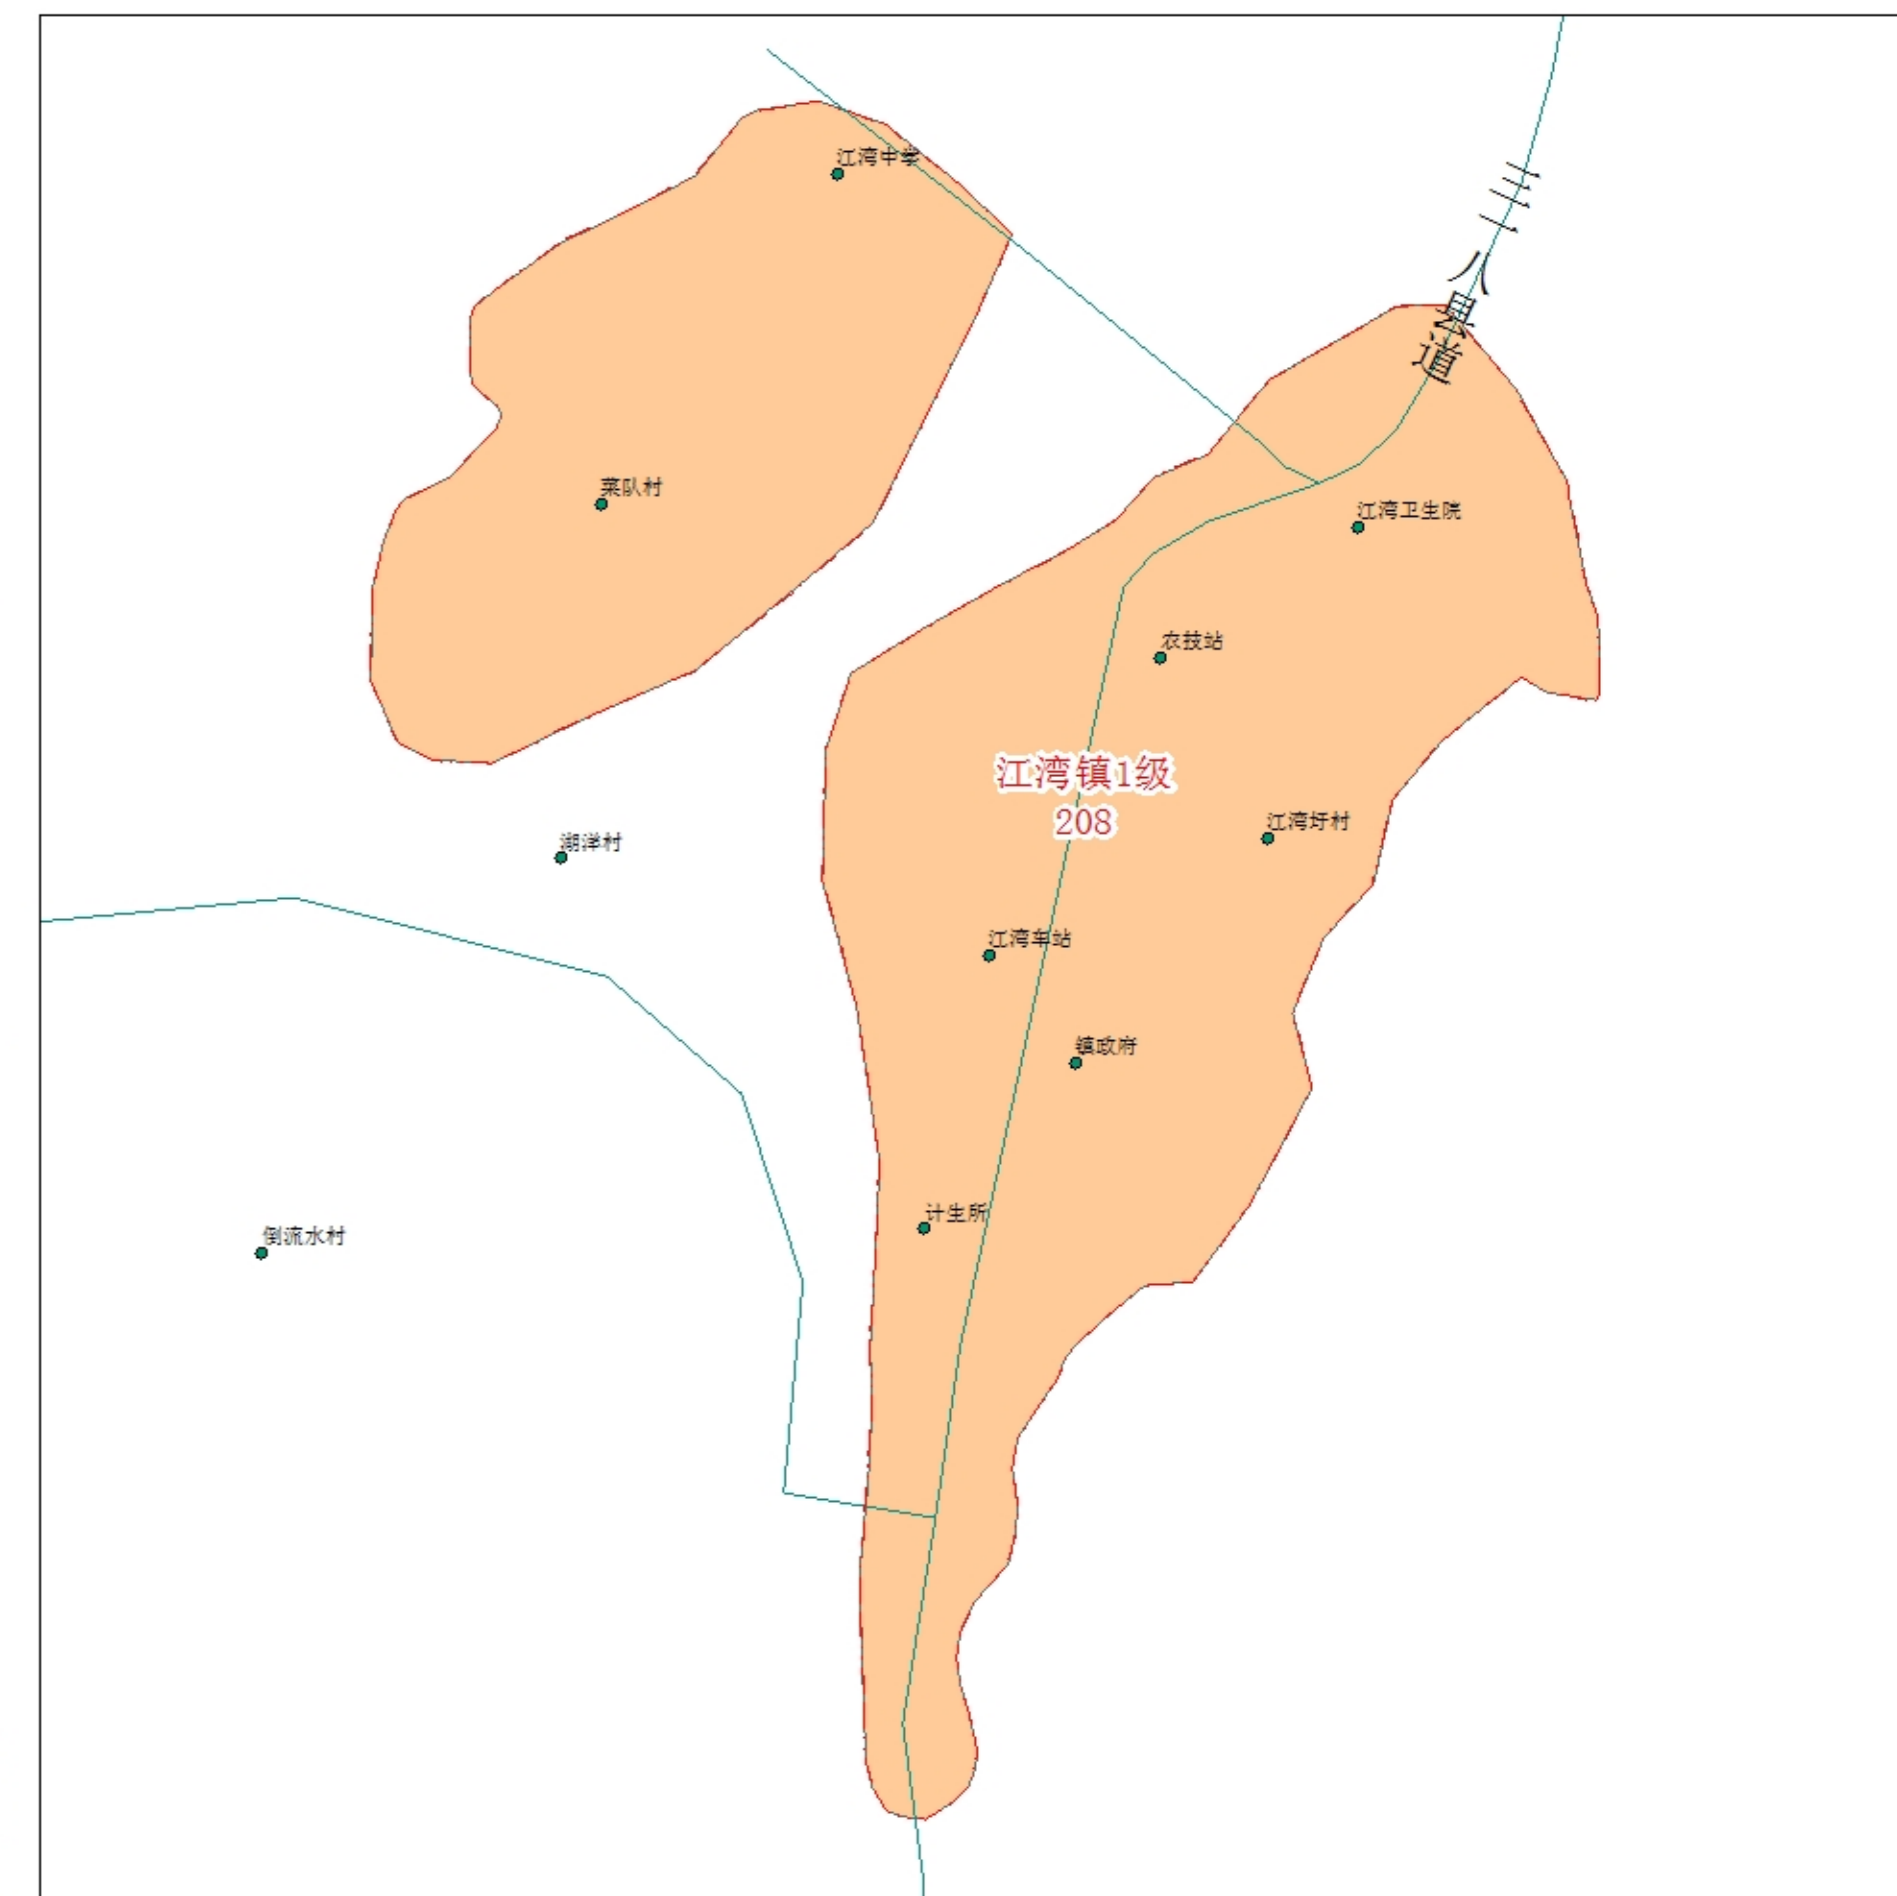 江湾中学
三一八县道
菜队村
江湾卫生院
农技站
江湾镇1级
208
江湾圩村
湖洋村
江湾车站
镇政府
计生所
倒流水村